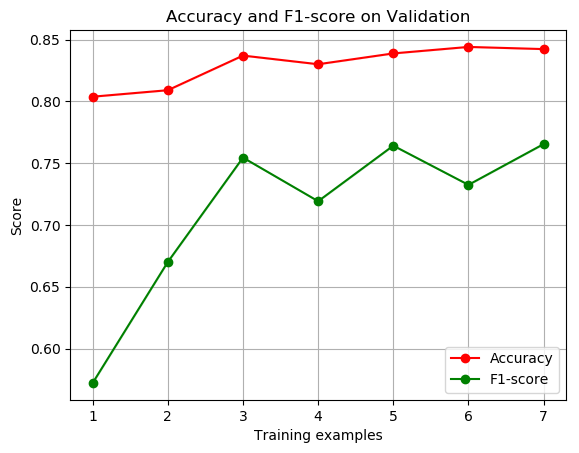 Accuracy and F1-score on Validation
0.85
0.80
0.75
0.70
0.65
0.60
Score
Accuracy
F1-score
1 2 3 4 5 6 7
Training examples